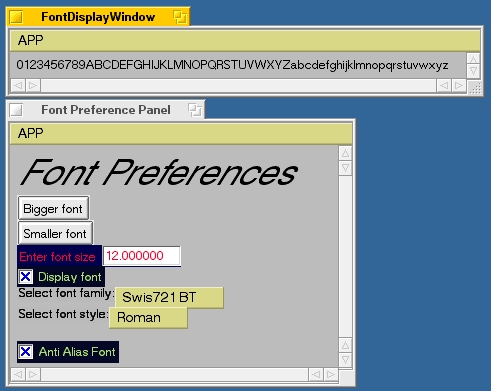 FontDisplayWindow
APP
0123456789ABCDEFGHIJKLMNOPQRSTUVWXYZabcdefghijklmnopqrstuvwxyz
Font Preference Panel
APP
Font Preferences
Bigger font
Smaller font
Enter font size 12.000000
Display font
Select font family: Swis721 BT
Select font style: Roman
Anti Alias Font